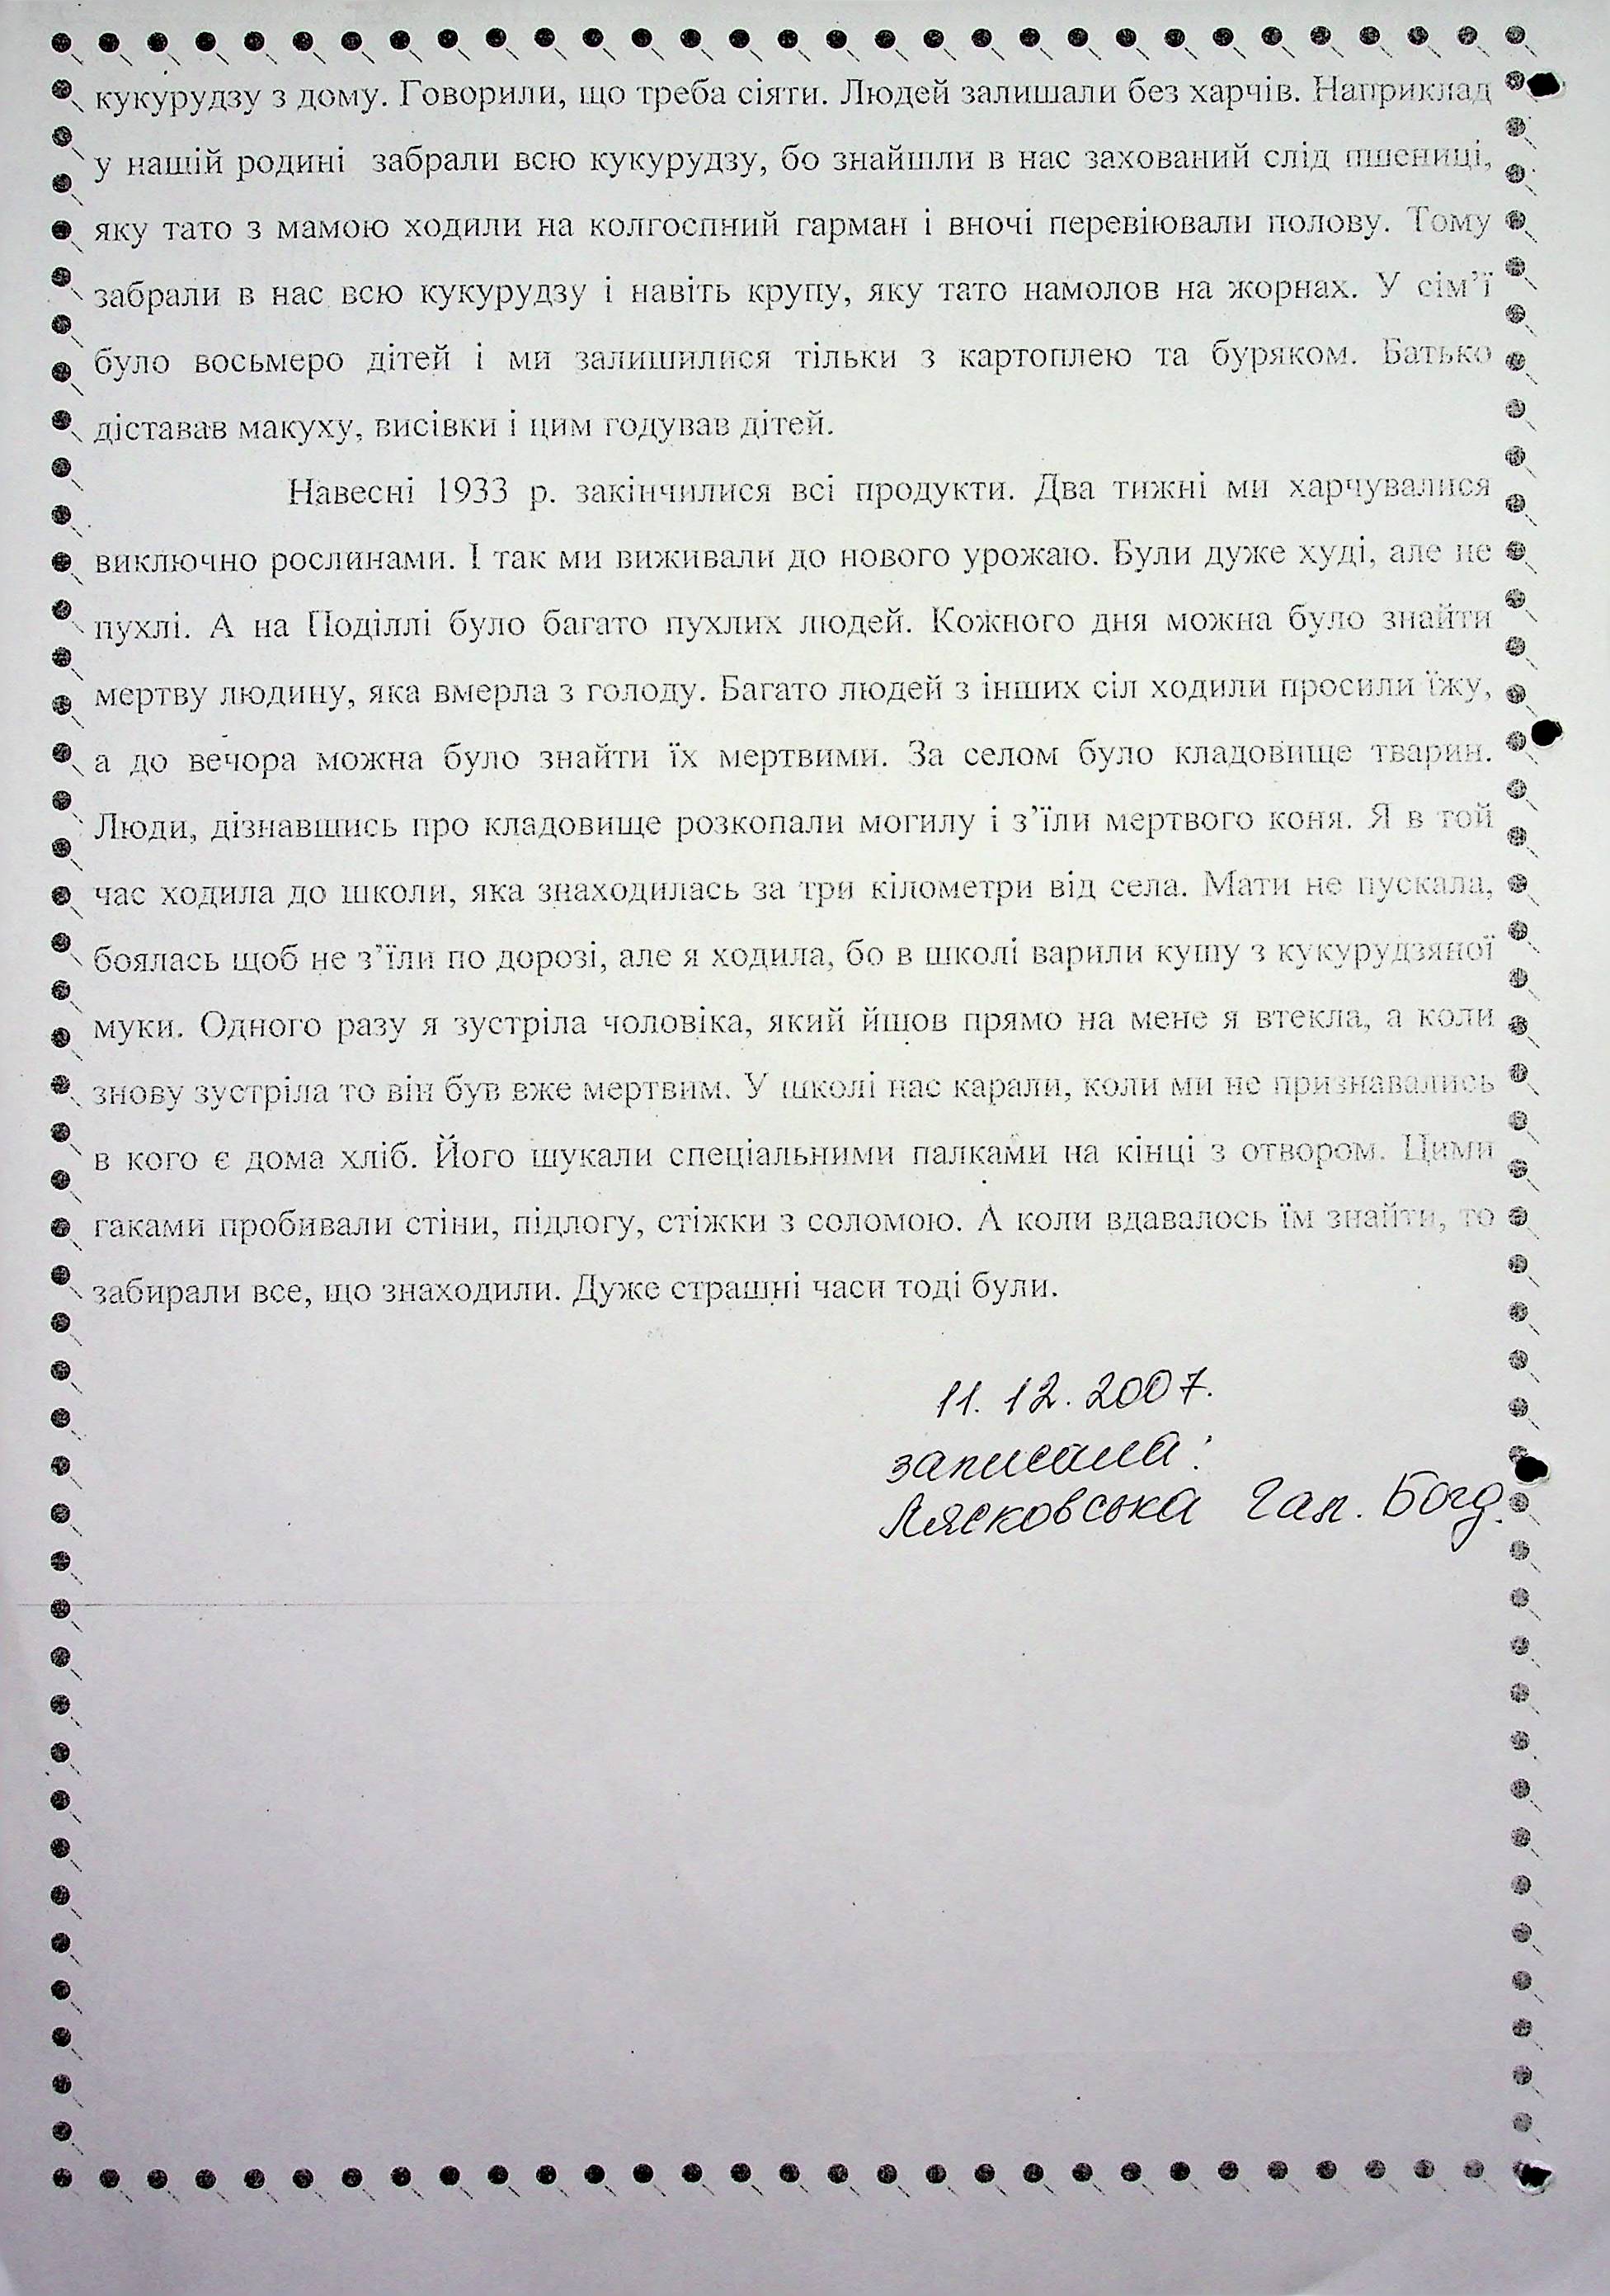 кукурудзу з дому. Говорили, що треба сіяти. Людей залишали без харчів. Наприклад
у нашій родині забрали всю кукурудзу, бо знайшли в нас захований слід пшениці,
яку тато з мамою ходили на колгоспний гарман і вночі перевіювали полову. Тому
забрали в нас всю кукурудзу і навіть крупу, яку тато намолов на жорнах. У сім’ї
було восьмеро дітей і ми залишилися тільки з картоплею та буряком. Батько
діставав макуху, висівки і цим годував дітей.
Навесні 1933 р. закінчилися всі продукти. Два тижні ми харчувалися
виключно рослинами. І так ми виживали до нового урожаю. Були дуже худі, але не
пухлі. А на Поділлі було багато пухлих людей. Кожного дня можна було знайти
мертву людину, яка вмерла з голоду. Багато людей з інших сіл ходили просили їжу,
а до вечора можна було знайти їх мертвими. За селом було кладовище тварин.
Люди, дізнавшись про кладовище розкопали могилу і з’їли мертвого коня. Я в той
час ходила до школи, яка знаходилась за три кілометри від села. Мати не пускала,
боялась щоб не з’їли по дорозі, але я ходила, бо в школі варили кушу з кукурудзяної
муки. Одного разу я зустріла чоловіка, який йшов прямо на мене я втекла, а коли
знову зустріла то він був вже мертвим. У школі нас карали, коли ми не признавались
в кого є дома хліб. Його шукали спеціальними палками на кінці з отвором. Цими
гаками пробивали стіни, підлогу, стіжки з соломою. А коли вдавалось їм знайти, то
забирали все, що знаходили. Дуже страшні часи тоді були.
11. 12. 2007.
записала:
Лясковська Гал. Богд.